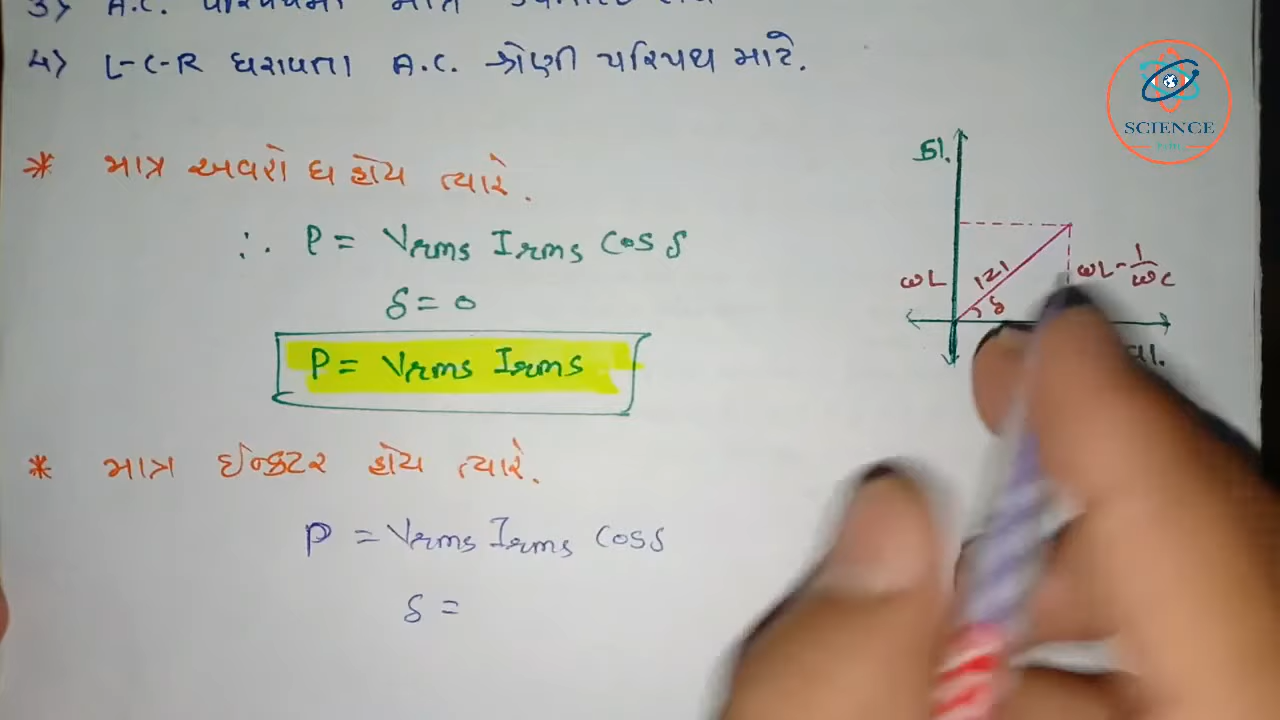 3> A.C.
4> L-C-R ધરાવતા A.C. શ્રેણી પરિપથ માટે.
SCIENCE
* માત્ર અવરોધ હોય ત્યારે.
∴ P = Vrms Irms Cos δ
δ = 0
P = Vrms Irms
કા.
ωL |z| ωL - 1/ωC
δ
* માત્ર ઈન્ડક્ટર હોય ત્યારે.
P = Vrms Irms Cos δ
δ =